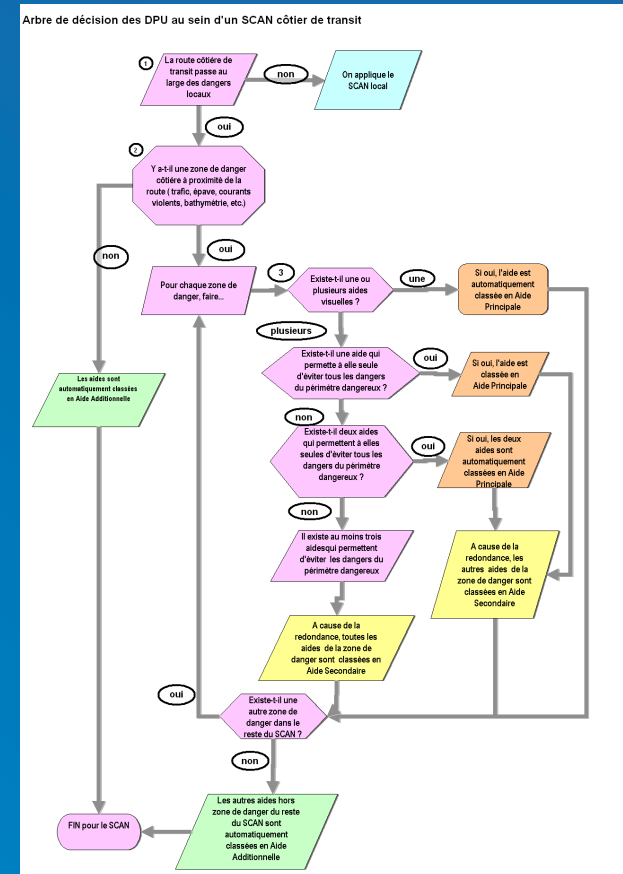 Arbre de décision des DPU au sein d'un SCAN côtier de transit
1
La route côtière de
transit passe au
large des dangers
locaux
non
On applique le
SCAN local
oui
2
Y a-t-il une zone de danger
côtière à proximité de la
route ( trafic, épave, courants
violents, bathymétrie, etc.)
non
oui
Pour chaque zone de
danger, faire...
3
Existe-t-il une ou
plusieurs aides
visuelles ?
une
Si oui, l'aide est
automatiquement
classée en Aide
Principale
plusieurs
Existe-t-il une aide qui
permette à elle seule
d'éviter tous les dangers
du périmètre dangereux ?
oui
Si oui, l'aide est
classée en
Aide Principale
Les aides sont
automatiquement classées
en Aide Additionnelle
non
Existe-t-il deux aides
qui permettent à elles
seules d'éviter tous les
dangers du périmètre
dangereux ?
oui
Si oui, les deux
aides sont
automatiquement
classées en Aide
Principale
non
Il existe au moins trois
aidesqui permettent
d'éviter les dangers du
périmètre dangereux
A cause de la
redondance, les
autres aides de la
zone de danger sont
classées en Aide
Secondaire
A cause de la
redondance, toutes les
aides de la zone de
danger sont classées en
Aide Secondaire
oui
Existe-t-il une
autre zone de
danger dans le
reste du SCAN ?
non
Les autres aides hors
zone de danger du reste
du SCAN sont
automatiquement
classées en Aide
Additionnelle
FIN pour le SCAN